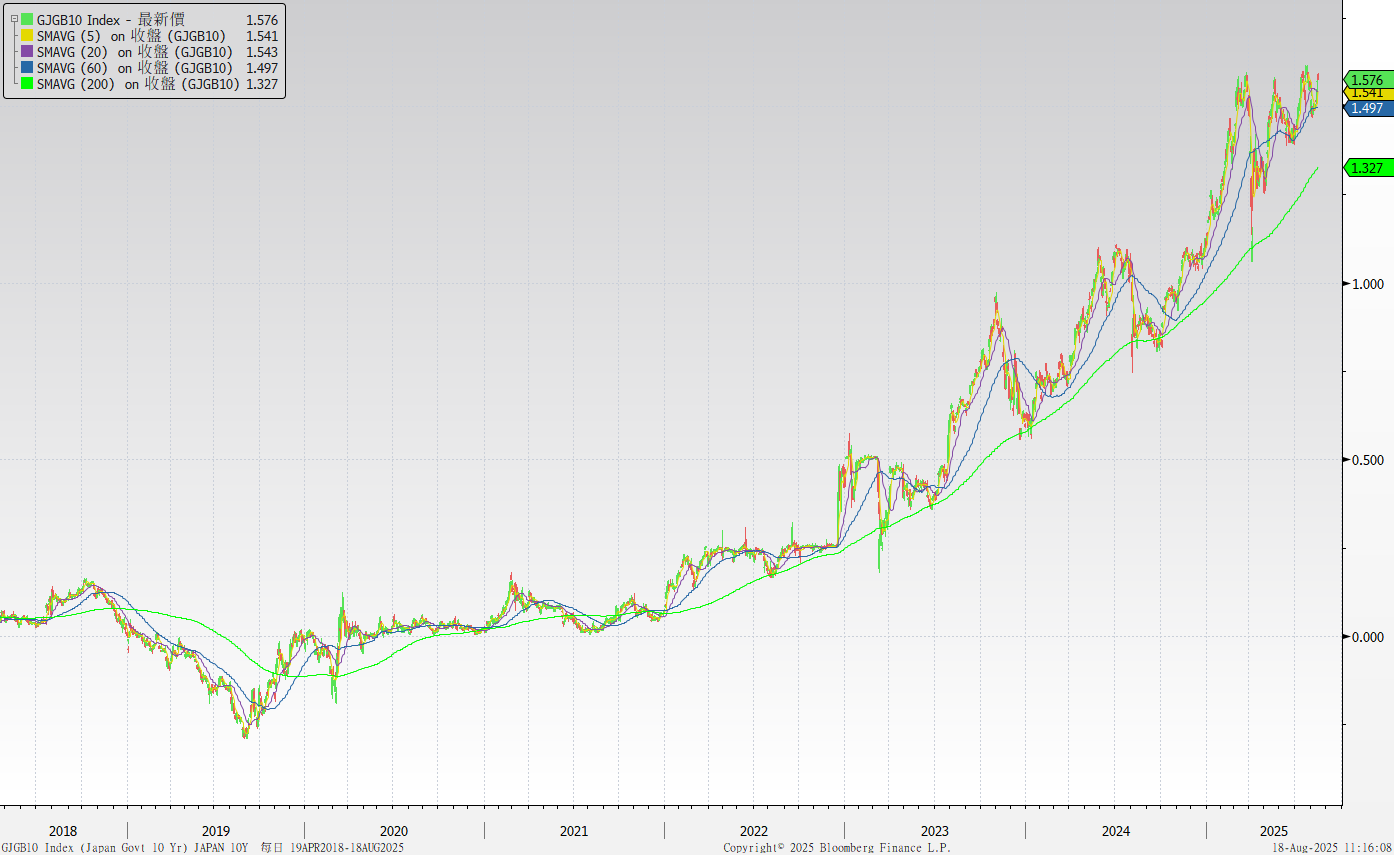 GJGB10 Index - 最新價 1.576
SMAVG (5) on 收盤 (GJGB10) 1.541
SMAVG (20) on 收盤 (GJGB10) 1.543
SMAVG (60) on 收盤 (GJGB10) 1.497
SMAVG (200) on 收盤 (GJGB10) 1.327
1.576
1.541
1.497
1.327
1.000
0.500
0.000
2018 2019 2020 2021 2022 2023 2024 2025
GJGB10 Index (Japan Govt 10 Yr) JAPAN 10Y 每日 19APR2018-18AUG2025 Copyright© 2025 Bloomberg Finance L.P. 18-Aug-2025 11:16:08